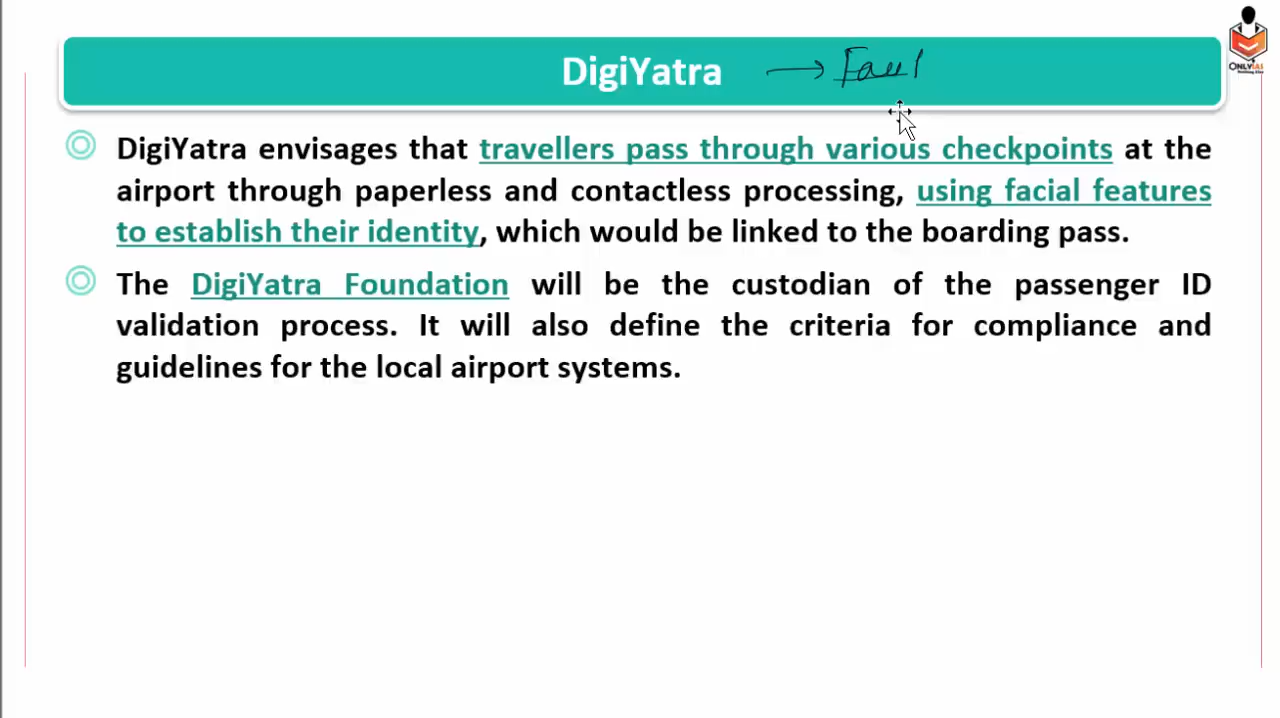 DigiYatra
DigiYatra envisages that travellers pass through various checkpoints at the
airport through paperless and contactless processing, using facial features
to establish their identity, which would be linked to the boarding pass.
The DigiYatra Foundation will be the custodian of the passenger ID
validation process. It will also define the criteria for compliance and
guidelines for the local airport systems.
ONLYIAS